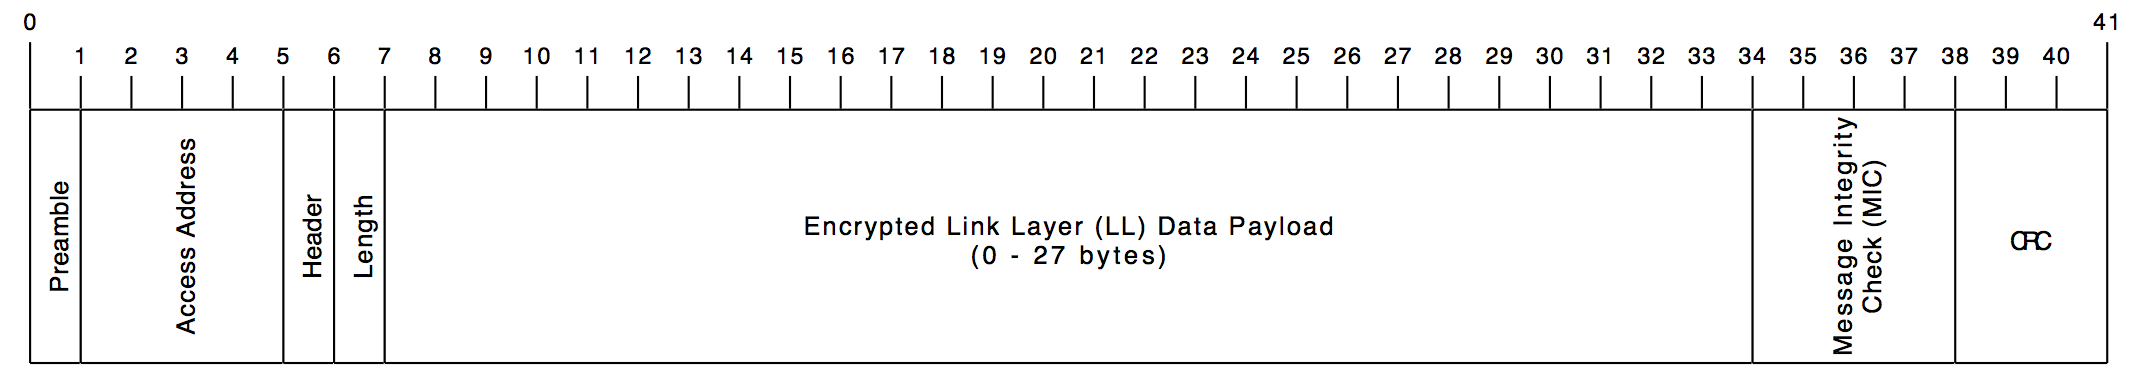 0 41
1 2 3 4 5 6 7 8 9 10 11 12 13 14 15 16 17 18 19 20 21 22 23 24 25 26 27 28 29 30 31 32 33 34 35 36 37 38 39 40
Preamble
Access Address
Header
Length
Encrypted Link Layer (LL) Data Payload
(0 - 27 bytes)
Message Integrity
Check (MIC)
CRC